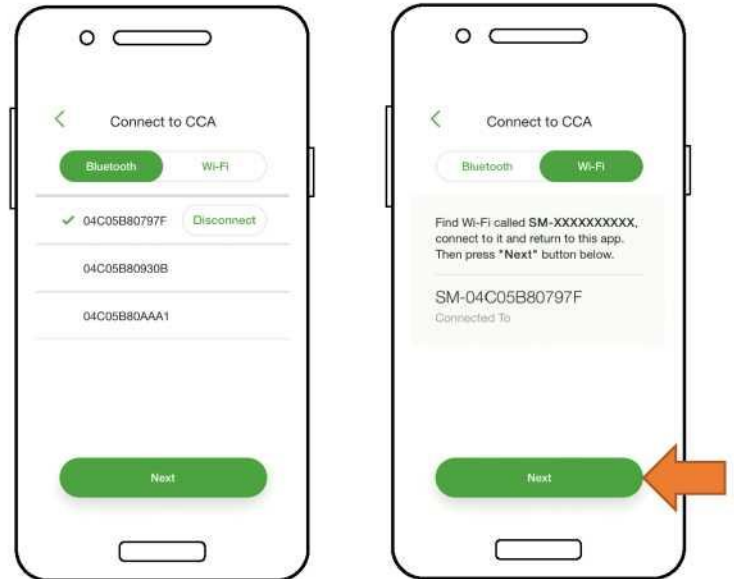 Connect to CCA
Bluetooth Wi-Fi
04C05B80797F Disconnect
04C05B80930B
04C05B80AAA1
Next
Connect to CCA
Bluetooth Wi-Fi
Find Wi-Fi called SM-XXXXXXXXXX,
connect to it and return to this app.
Then press "Next" button below.
SM-04C05B80797F
Connected To
Next